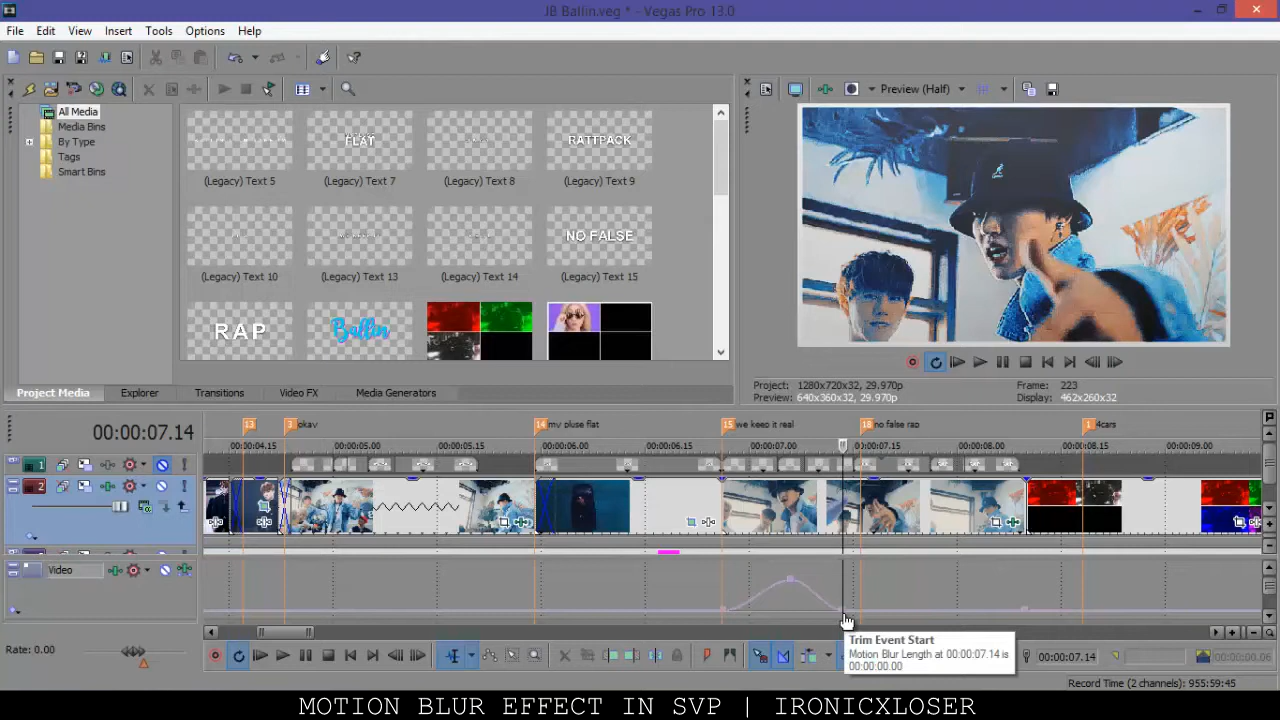 JB Ballin.veg * - Vegas Pro 13.0
File Edit View Insert Tools Options Help
All Media
Media Bins
By Type
Tags
Smart Bins
FLAT
RATTPACK
(Legacy) Text 5 (Legacy) Text 7 (Legacy) Text 8 (Legacy) Text 9
NO FALSE
(Legacy) Text 10 (Legacy) Text 13 (Legacy) Text 14 (Legacy) Text 15
RAP
Ballin
Project Media Explorer Transitions Video FX Media Generators
Preview (Half)
Project: 1280x720x32, 29.970p Frame: 223
Preview: 640x360x32, 29.970p Display: 462x260x32
00:00:07.14
13 3 okay 14 my pulse flat 15 we keep it real 18 no false rap 1 4cars
00:00:04.15 00:00:05.00 00:00:05.15 00:00:06.00 00:00:06.15 00:00:07.00 00:00:07.15 00:00:08.00 00:00:08.15 00:00:09.00
1
2
Video
Rate: 0.00
Trim Event Start
Motion Blur Length at 00:00:07.14 is
00:00:00.00
00:00:07.14
00:00:00.06
Record Time (2 channels): 955:59:45
MOTION BLUR EFFECT IN SVP | IRONICXLOSER